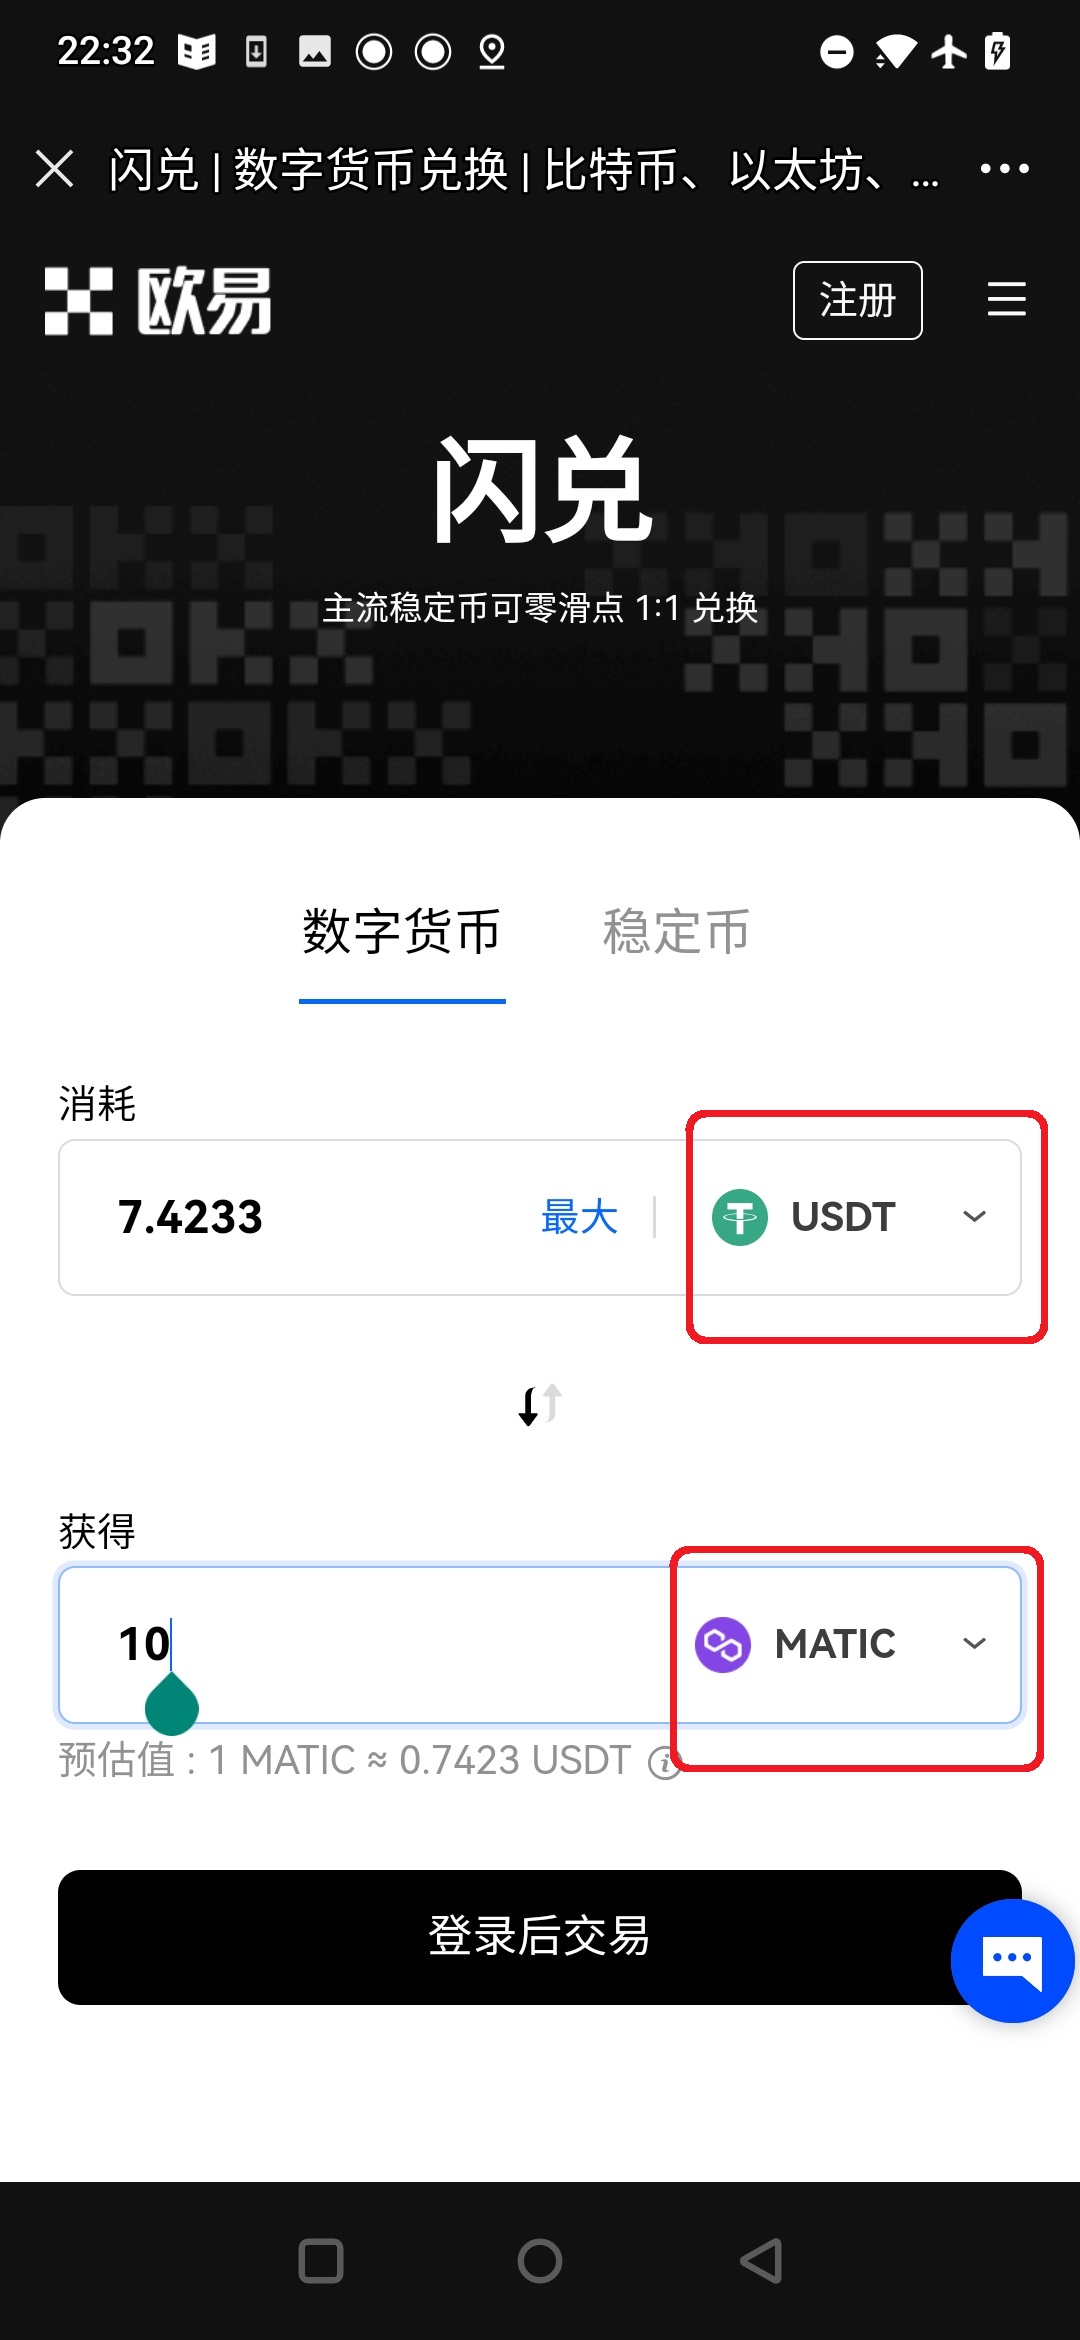 22:32
闪兑 | 数字货币兑换 | 比特币、以太坊、...
欧易
注册
闪兑
主流稳定币可零滑点 1:1 兑换
数字货币 稳定币
消耗
7.4233 最大 USDT
获得
10 MATIC
预估值 : 1 MATIC ≈ 0.7423 USDT
登录后交易